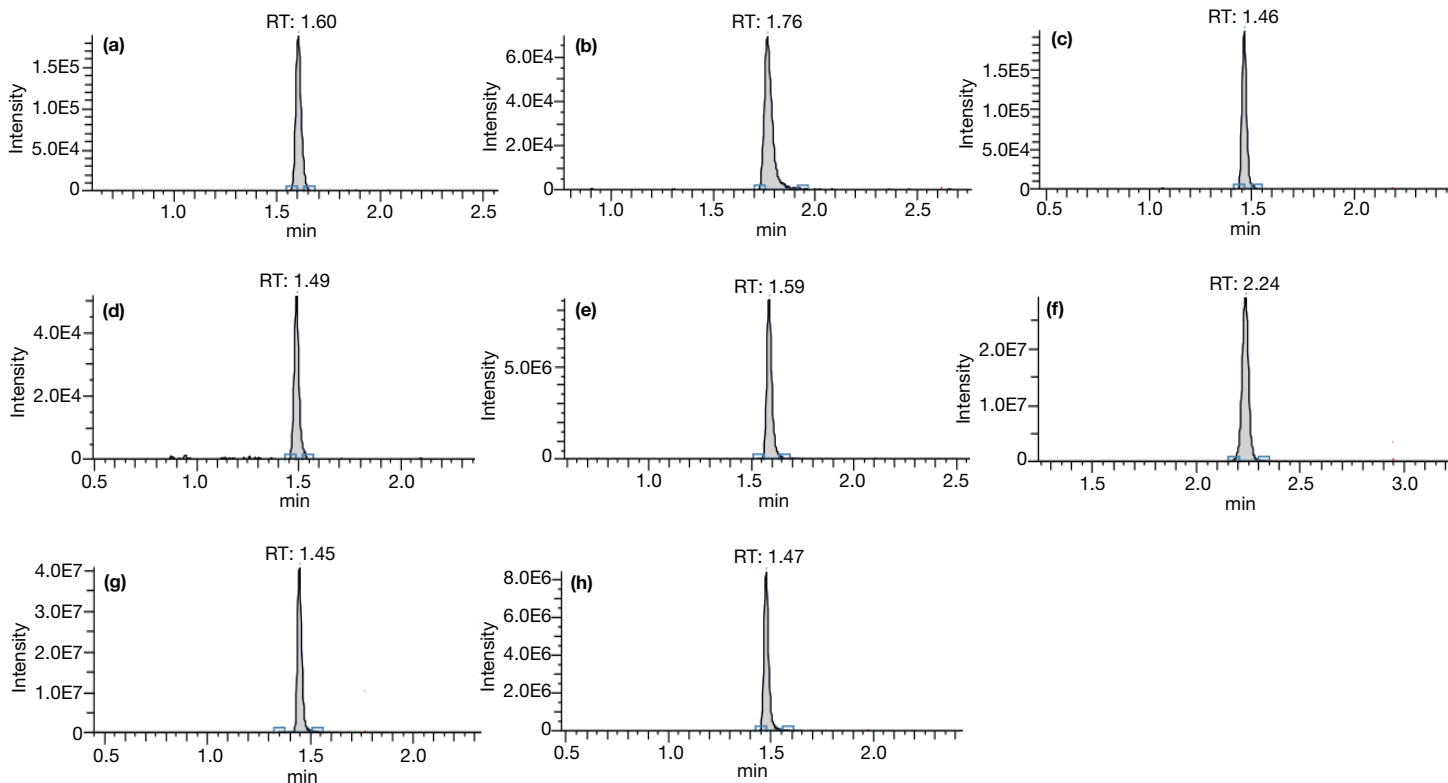 RT: 1.60
(a)
Intensity
1.5E5
1.0E5
5.0E4
0
1.0 1.5 2.0 2.5
min
RT: 1.76
(b)
Intensity
6.0E4
4.0E4
2.0E4
0
1.0 1.5 2.0 2.5
min
RT: 1.46
(c)
Intensity
1.5E5
1.0E5
5.0E4
0
0.5 1.0 1.5 2.0
min
RT: 1.49
(d)
Intensity
4.0E4
2.0E4
0
0.5 1.0 1.5 2.0
min
RT: 1.59
(e)
Intensity
5.0E6
0
1.0 1.5 2.0 2.5
min
RT: 2.24
(f)
Intensity
2.0E7
1.0E7
0
1.5 2.0 2.5 3.0
min
RT: 1.45
(g)
Intensity
4.0E7
3.0E7
2.0E7
1.0E7
0
0.5 1.0 1.5 2.0
min
RT: 1.47
(h)
Intensity
8.0E6
6.0E6
4.0E6
2.0E6
0
0.5 1.0 1.5 2.0
min